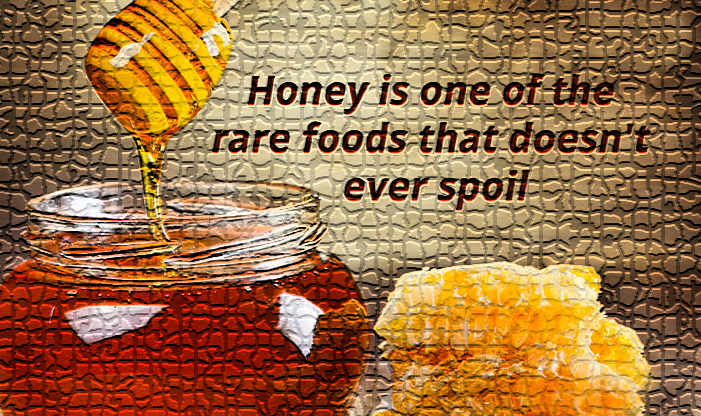 Honey is one of the
rare foods that doesn't
ever spoil